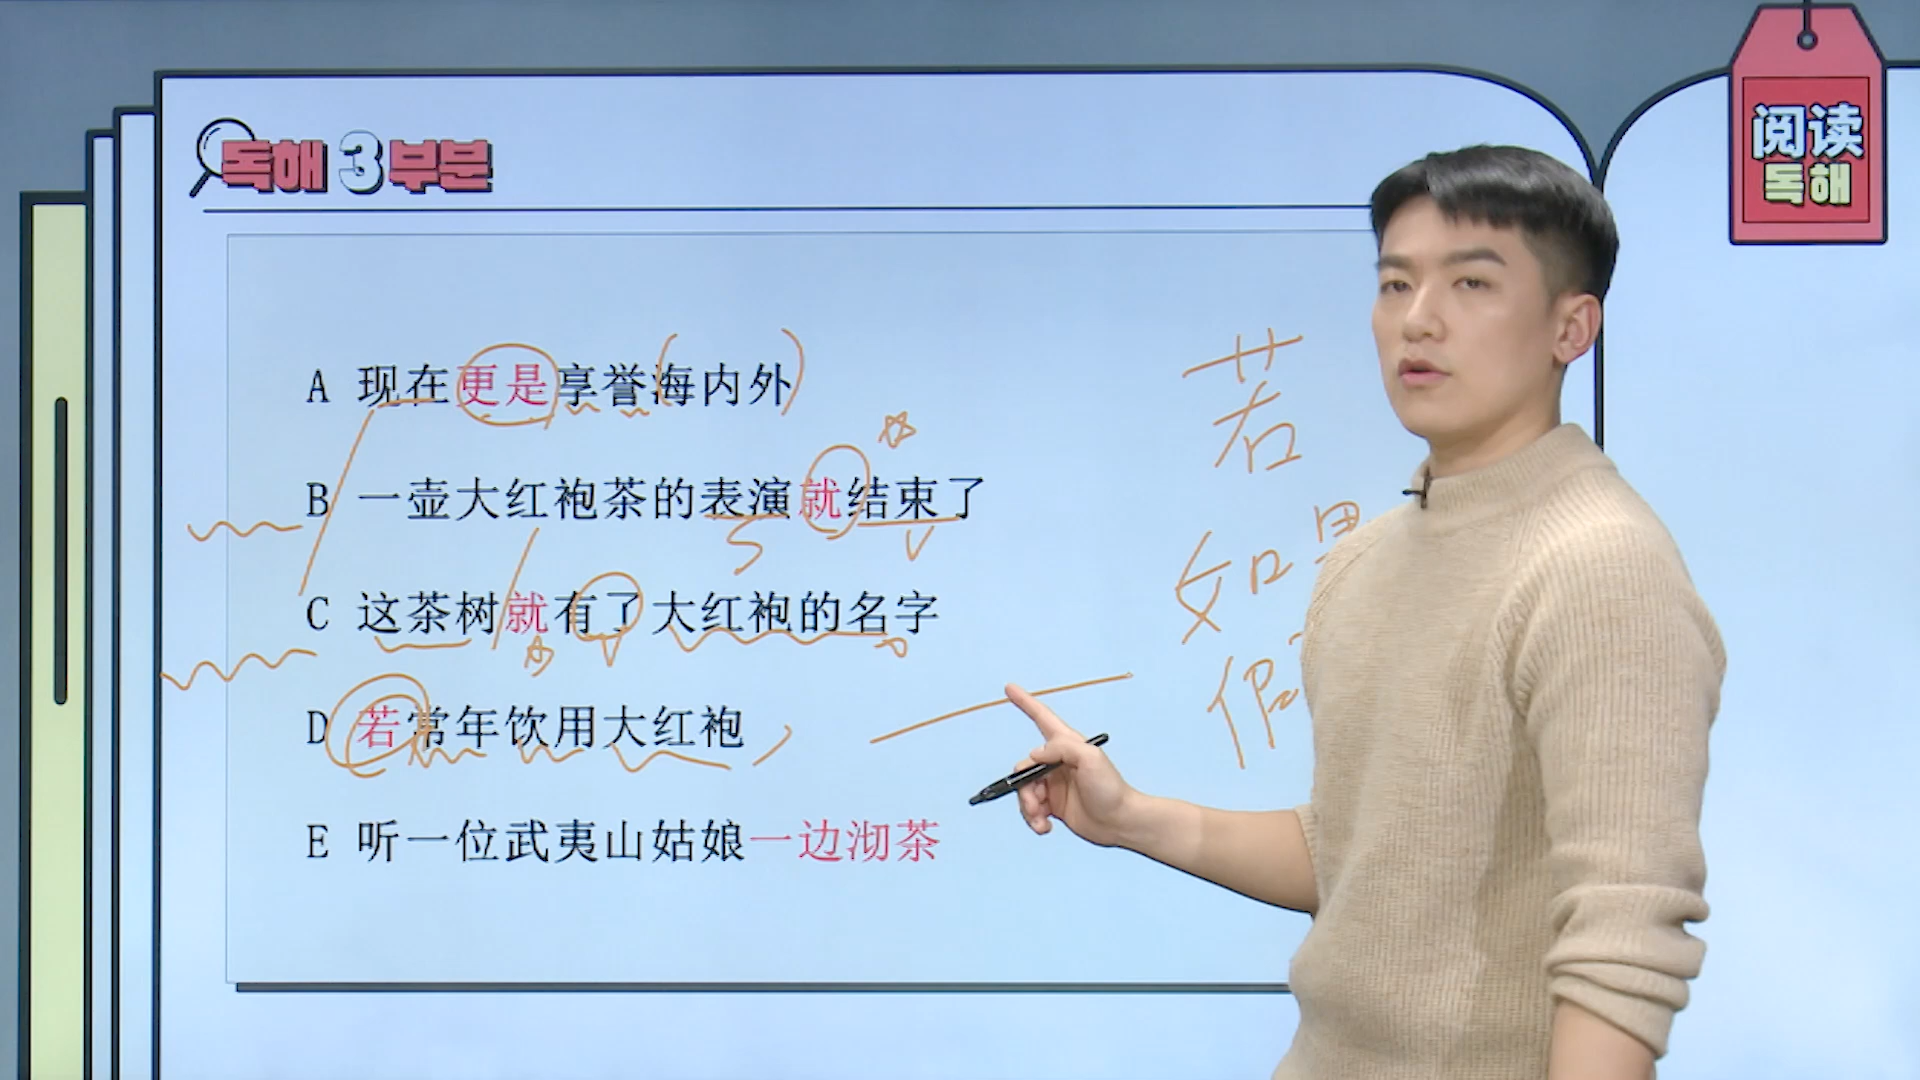 독해 3 부분
阅读
독해
A 现在更是享誉海内外
B 一壶大红袍茶的表演就结束了
C 这茶树就有了大红袍的名字
D 若常年饮用大红袍
E 听一位武夷山姑娘一边沏茶
若
如果
S
V
V
O